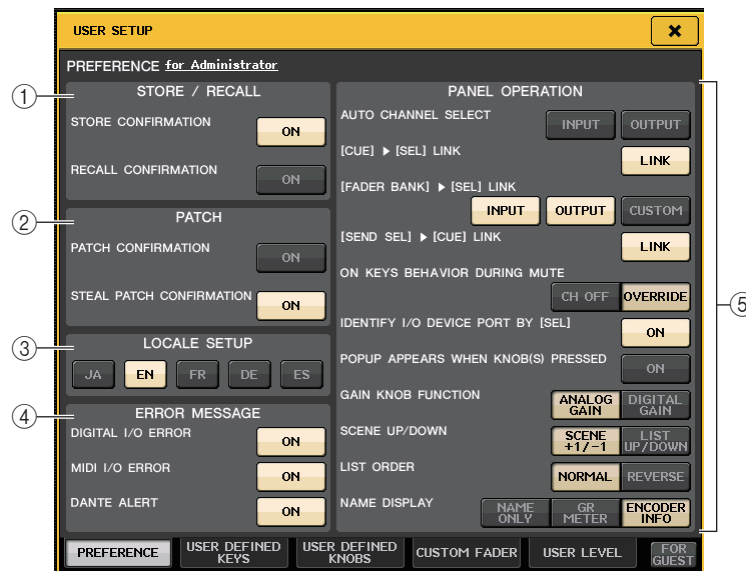 USER SETUP
PREFERENCE for Administrator
1
STORE / RECALL
STORE CONFIRMATION
ON
RECALL CONFIRMATION
ON
2
PATCH
PATCH CONFIRMATION
ON
STEAL PATCH CONFIRMATION
ON
3
LOCALE SETUP
JA EN FR DE ES
4
ERROR MESSAGE
DIGITAL I/O ERROR
ON
MIDI I/O ERROR
ON
DANTE ALERT
ON
5
PANEL OPERATION
AUTO CHANNEL SELECT
INPUT OUTPUT
[CUE] ▶ [SEL] LINK
LINK
[FADER BANK] ▶ [SEL] LINK
INPUT OUTPUT CUSTOM
[SEND SEL] ▶ [CUE] LINK
LINK
ON KEYS BEHAVIOR DURING MUTE
CH OFF OVERRIDE
IDENTIFY I/O DEVICE PORT BY [SEL]
ON
POPUP APPEARS WHEN KNOB(S) PRESSED
ON
GAIN KNOB FUNCTION
ANALOG
GAIN
DIGITAL
GAIN
SCENE UP/DOWN
SCENE
+1/-1
LIST
UP/DOWN
LIST ORDER
NORMAL REVERSE
NAME DISPLAY
NAME
ONLY
GR
METER
ENCODER
INFO
PREFERENCE
USER DEFINED
KEYS
USER DEFINED
KNOBS
CUSTOM FADER
USER LEVEL
FOR
GUEST